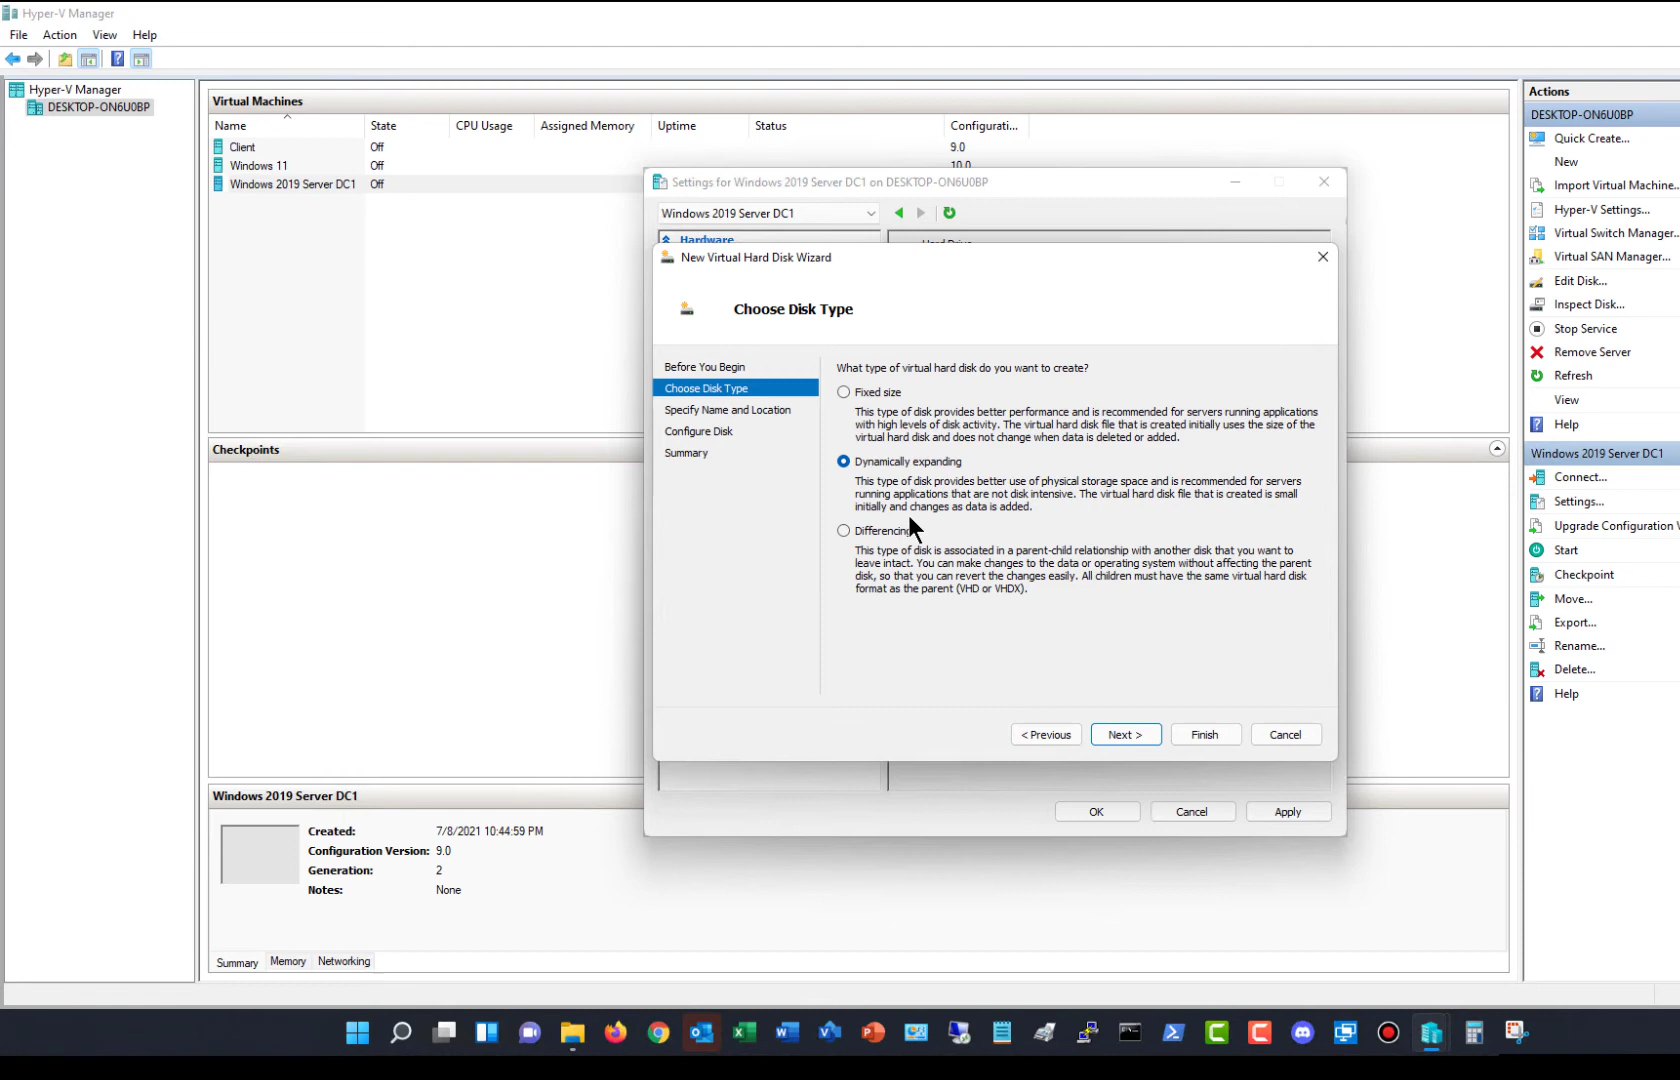 Hyper-V Manager
File Action View Help
Hyper-V Manager
DESKTOP-ON6U0BP
Virtual Machines
Name State CPU Usage Assigned Memory Uptime Status Configurati...
Client Off 9.0
Windows 11 Off 10.0
Windows 2019 Server DC1 Off
Settings for Windows 2019 Server DC1 on DESKTOP-ON6U0BP
Windows 2019 Server DC1
Hardware
Hard Drive
New Virtual Hard Disk Wizard
Choose Disk Type
Before You Begin
Choose Disk Type
Specify Name and Location
Configure Disk
Summary
What type of virtual hard disk do you want to create?
Fixed size
This type of disk provides better performance and is recommended for servers running applications
with high levels of disk activity. The virtual hard disk file that is created initially uses the size of the
virtual hard disk and does not change when data is deleted or added.
Dynamically expanding
This type of disk provides better use of physical storage space and is recommended for servers
running applications that are not disk intensive. The virtual hard disk file that is created is small
initially and changes as data is added.
Differencing
This type of disk is associated in a parent-child relationship with another disk that you want to
leave intact. You can make changes to the data or operating system without affecting the parent
disk, so that you can revert the changes easily. All children must have the same virtual hard disk
format as the parent (VHD or VHDX).
< Previous Next > Finish Cancel
OK Cancel Apply
Checkpoints
Windows 2019 Server DC1
Created: 7/8/2021 10:44:59 PM
Configuration Version: 9.0
Generation: 2
Notes: None
Summary Memory Networking
Actions
DESKTOP-ON6U0BP
Quick Create...
New
Import Virtual Machine...
Hyper-V Settings...
Virtual Switch Manager...
Virtual SAN Manager...
Edit Disk...
Inspect Disk...
Stop Service
Remove Server
Refresh
View
Help
Windows 2019 Server DC1
Connect...
Settings...
Upgrade Configuration V
Start
Checkpoint
Move...
Export...
Rename...
Delete...
Help